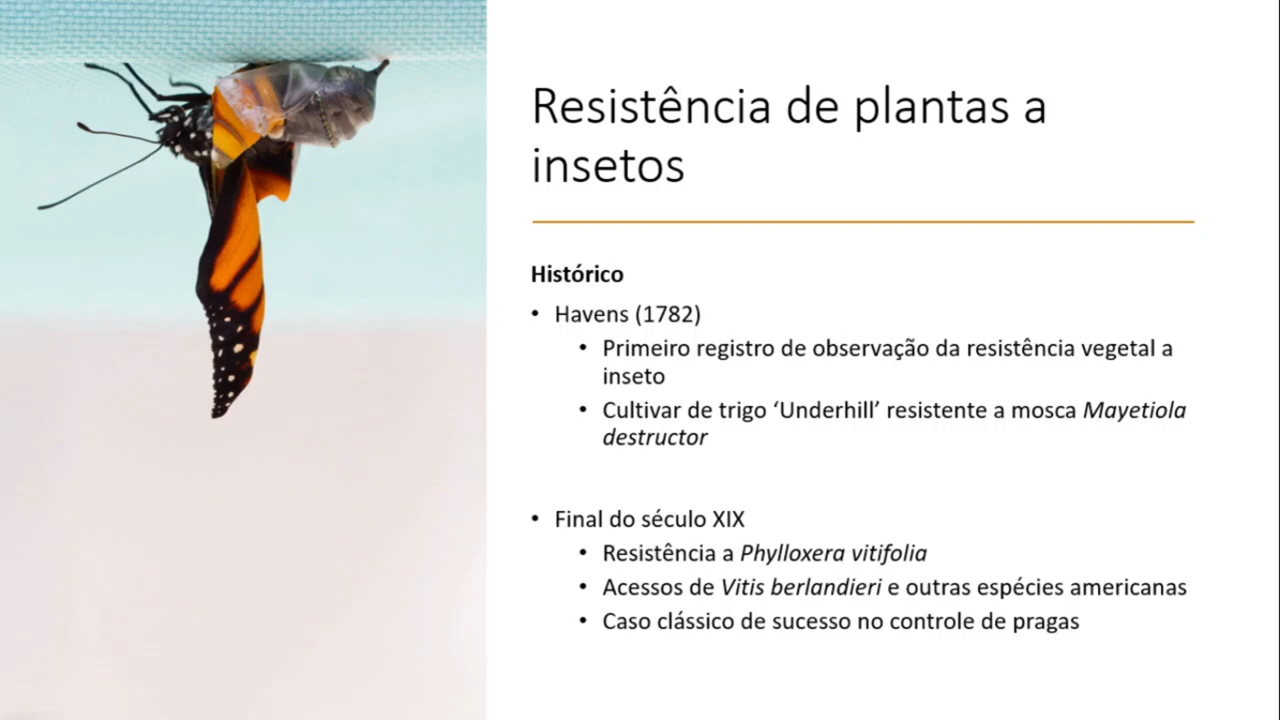 Resistência de plantas a
insetos
Histórico
• Havens (1782)
• Primeiro registro de observação da resistência vegetal a
inseto
• Cultivar de trigo ‘Underhill’ resistente a mosca Mayetiola
destructor
• Final do século XIX
• Resistência a Phylloxera vitifolia
• Acessos de Vitis berlandieri e outras espécies americanas
• Caso clássico de sucesso no controle de pragas